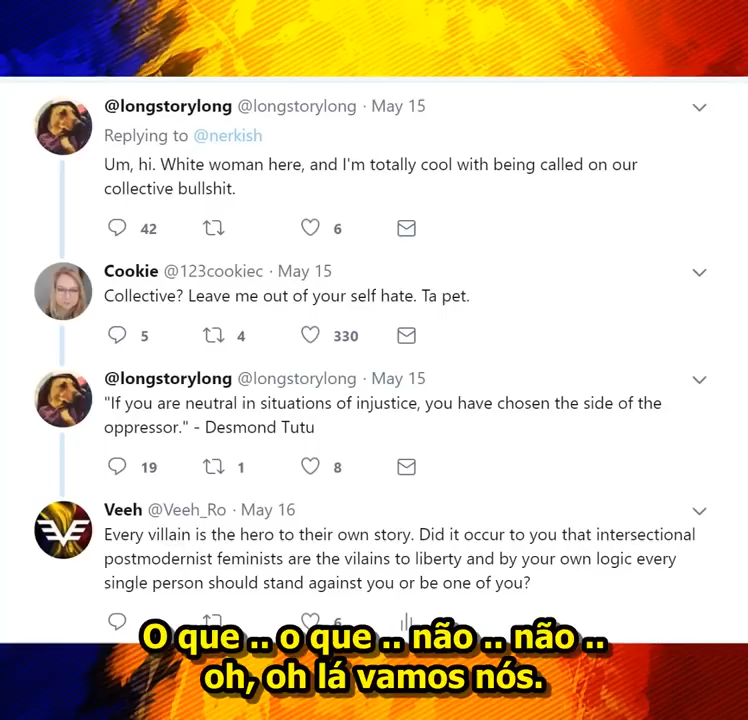 @longstorylong @longstorylong · May 15
Replying to @nerkish
Um, hi. White woman here, and I'm totally cool with being called on our
collective bullshit.
42 6
Cookie @123cookiec · May 15
Collective? Leave me out of your self hate. Ta pet.
5 4 330
@longstorylong @longstorylong · May 15
"If you are neutral in situations of injustice, you have chosen the side of the
oppressor." - Desmond Tutu
19 1 8
Veeh @Veeh_Ro · May 16
Every villain is the hero to their own story. Did it occur to you that intersectional
postmodernist feminists are the vilains to liberty and by your own logic every
single person should stand against you or be one of you?
6
O que .. o que .. não .. não ..
oh, oh lá vamos nós.